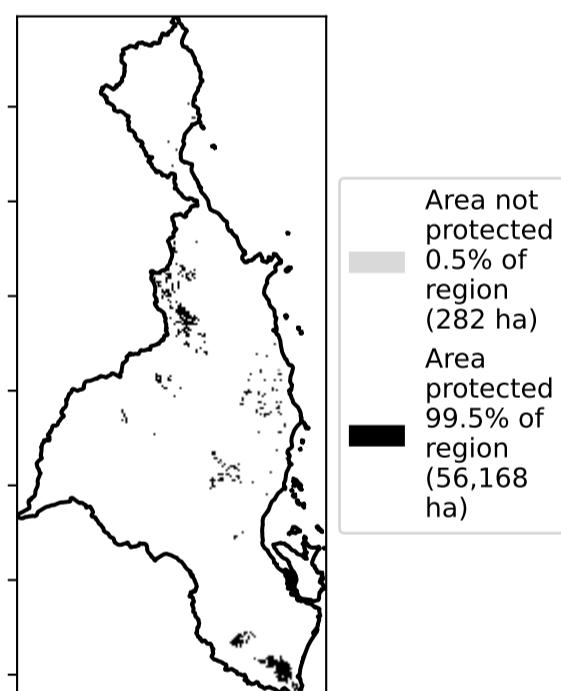 Area not
protected
0.5% of
region
(282 ha)
Area
protected
99.5% of
region
(56,168
ha)